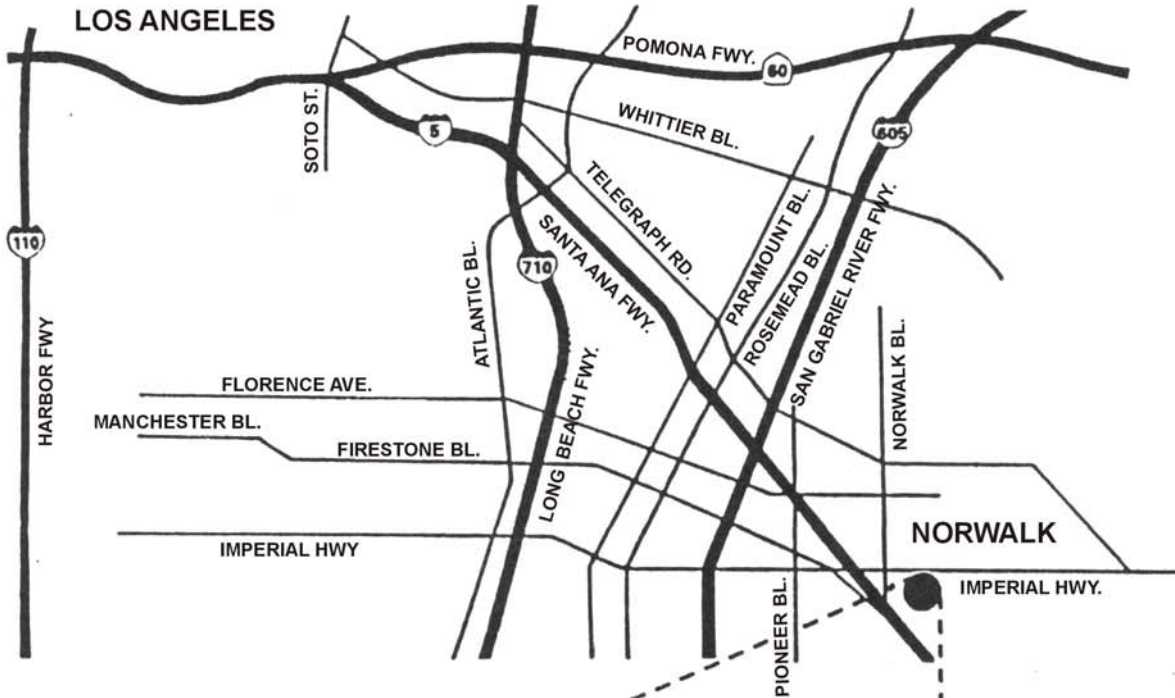 LOS ANGELES
POMONA FWY.
60
SOTO ST.
5
WHITTIER BL.
605
TELEGRAPH RD.
PARAMOUNT BL.
110
SANTA ANA FWY.
710
ATLANTIC BL.
ROSEMEAD BL.
SAN GABRIEL RIVER FWY.
HARBOR FWY
NORWALK BL.
FLORENCE AVE.
LONG BEACH FWY.
MANCHESTER BL.
FIRESTONE BL.
NORWALK
IMPERIAL HWY
IMPERIAL HWY.
PIONEER BL.